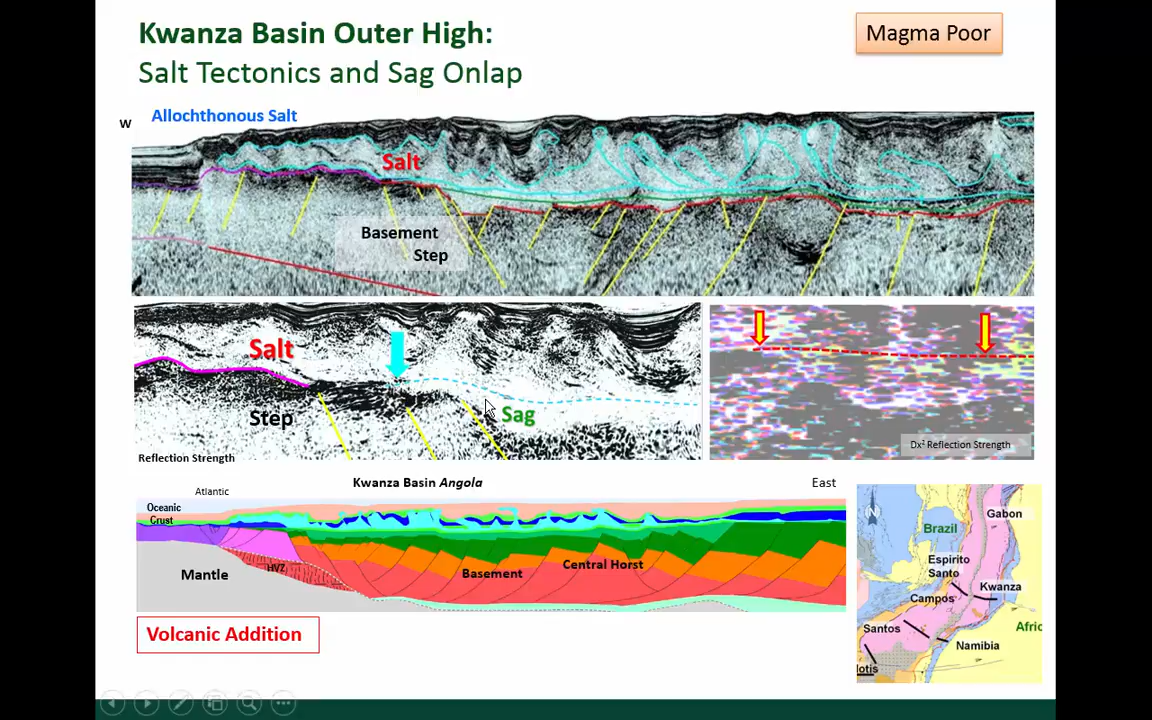 Kwanza Basin Outer High:
Salt Tectonics and Sag Onlap
Magma Poor
Allochthonous Salt
W
Salt
Basement
Step
Salt
Step
Sag
Reflection Strength
Dx² Reflection Strength
Kwanza Basin Angola
East
Atlantic
Oceanic
Crust
Mantle
HVZ
Basement
Central Horst
Volcanic Addition
N
Gabon
Brazil
Espirito
Santo
Kwanza
Campos
Santos
Afric
Namibia
lotis